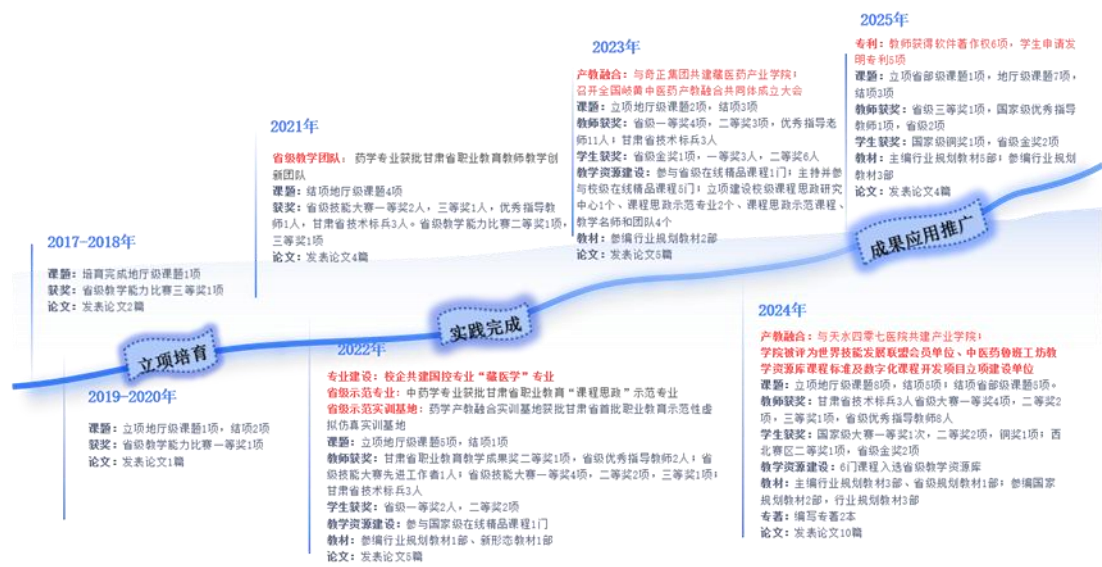 2017-2018年
课题：培育完成地厅级课题1项
获奖：省级教学能力比赛三等奖1项
论文：发表论文2篇
立项培育
2019-2020年
课题：立项地厅级课题1项，结项2项
获奖：省级教学能力比赛一等奖1项
论文：发表论文1篇
2021年
省级教学团队：药学专业获批甘肃省职业教育教师教学创
新团队
课题：结项地厅级课题4项
获奖：省级技能大赛一等奖2人，三等奖1人，优秀指导教
师1人，甘肃省技术标兵3人。省级教学能力比赛二等奖1项，
三等奖1项
论文：发表论文4篇
实践完成
2022年
专业建设：校企共建国控专业“藏医学”专业
省级示范专业：中药学专业获批甘肃省职业教育“课程思政”示范专业
省级示范实训基地：药学产教融合实训基地获批甘肃省首批职业教育示范性虚
拟仿真实训基地
课题：立项地厅级课题5项，结项1项
教师获奖：甘肃省职业教育教学成果奖二等奖1项，省级优秀指导教师2人；省
级技能大赛先进工作者1人；省级技能大赛一等奖4项，二等奖2项，三等奖1项；
甘肃省技术标兵3人
学生获奖：省级一等奖2人，二等奖2项
教学资源建设：参与国家级在线精品课程1门
教材：参编行业规划教材1部、新形态教材1部
论文：发表论文5篇
2023年
产教融合：与奇正集团共建藏医药产业学院；
召开全国岐黄中医药产教融合共同体成立大会
课题：立项地厅级课题2项，结项3项
教师获奖：省级一等奖4项，二等奖3项，优秀指导老
师11人；甘肃省技术标兵3人
学生获奖：省级金奖1项，一等奖3人，二等奖6人
教学资源建设：参与省级在线精品课程1门；主持并参
与校级在线精品课程5门；立项建设校级课程思政研究
中心1个、课程思政示范专业2个、课程思政示范课程、
教学名师和团队4个
教材：参编行业规划教材2部
论文：发表论文5篇
成果应用推广
2024年
产教融合：与天水四零七医院共建产业学院；
学院被评为世界技能发展联盟会员单位、中医药鲁班工坊教
学资源库课程标准及数字化课程开发项目立项建设单位
课题：立项地厅级课题8项，结项5项；结项省部级课题5项。
教师获奖：甘肃省技术标兵3人省级大赛一等奖4项，二等奖2
项，三等奖1项，省级优秀指导教师8人
学生获奖：国家级大赛一等奖1次，二等奖2项，铜奖1项；西
北赛区二等奖1项，省级金奖2项
教学资源建设：6门课程入选省级教学资源库
教材：主编行业规划教材3部、省级规划教材1部；参编国家
规划教材2部，行业规划教材3部
专著：编写专著2本
论文：发表论文10篇
2025年
专利：教师获得软件著作权6项，学生申请发
明专利5项
课题：立项省部级课题1项，地厅级课题7项，
结项3项
教师获奖：省级三等奖1项，国家级优秀指导
教师1项，省级2项
学生获奖：国家级铜奖1项，省级金奖2项
教材：主编行业规划教材5部；参编行业规划
教材3部
论文：发表论文4篇